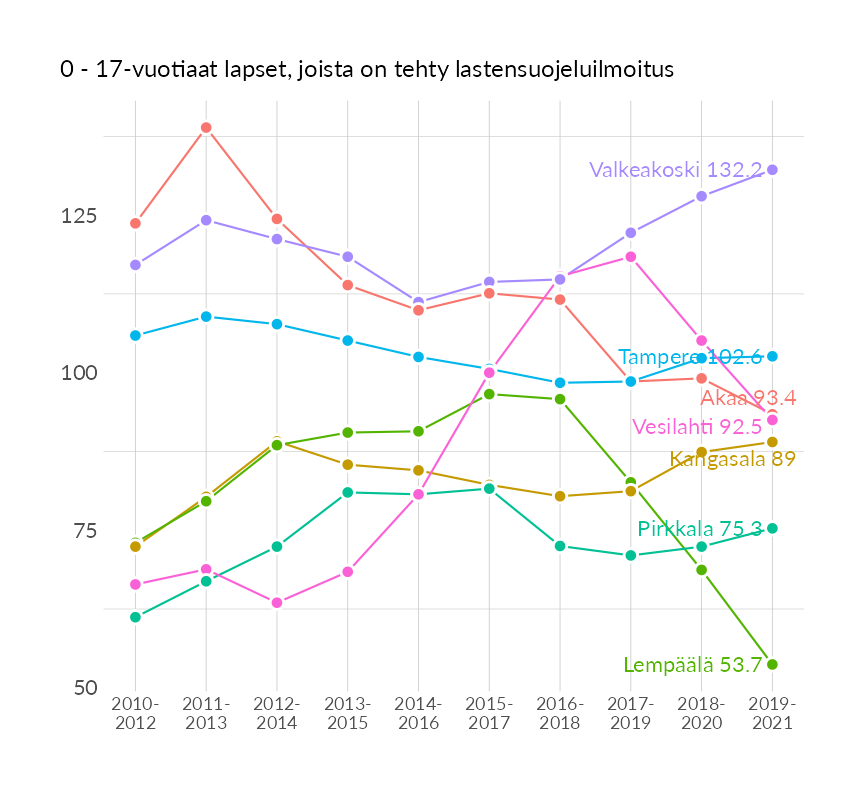 0 - 17-vuotiaat lapset, joista on tehty lastensuojeluilmoitus
Valkeakoski 132.2
125
Tampere 102.6
100
Akaa 93.4
Vesilahti 92.5
Kangasala 89
75
Pirkkala 75.3
Lempäälä 53.7
50
2010- 2011- 2012- 2013- 2014- 2015- 2016- 2017- 2018- 2019-
2012 2013 2014 2015 2016 2017 2018 2019 2020 2021